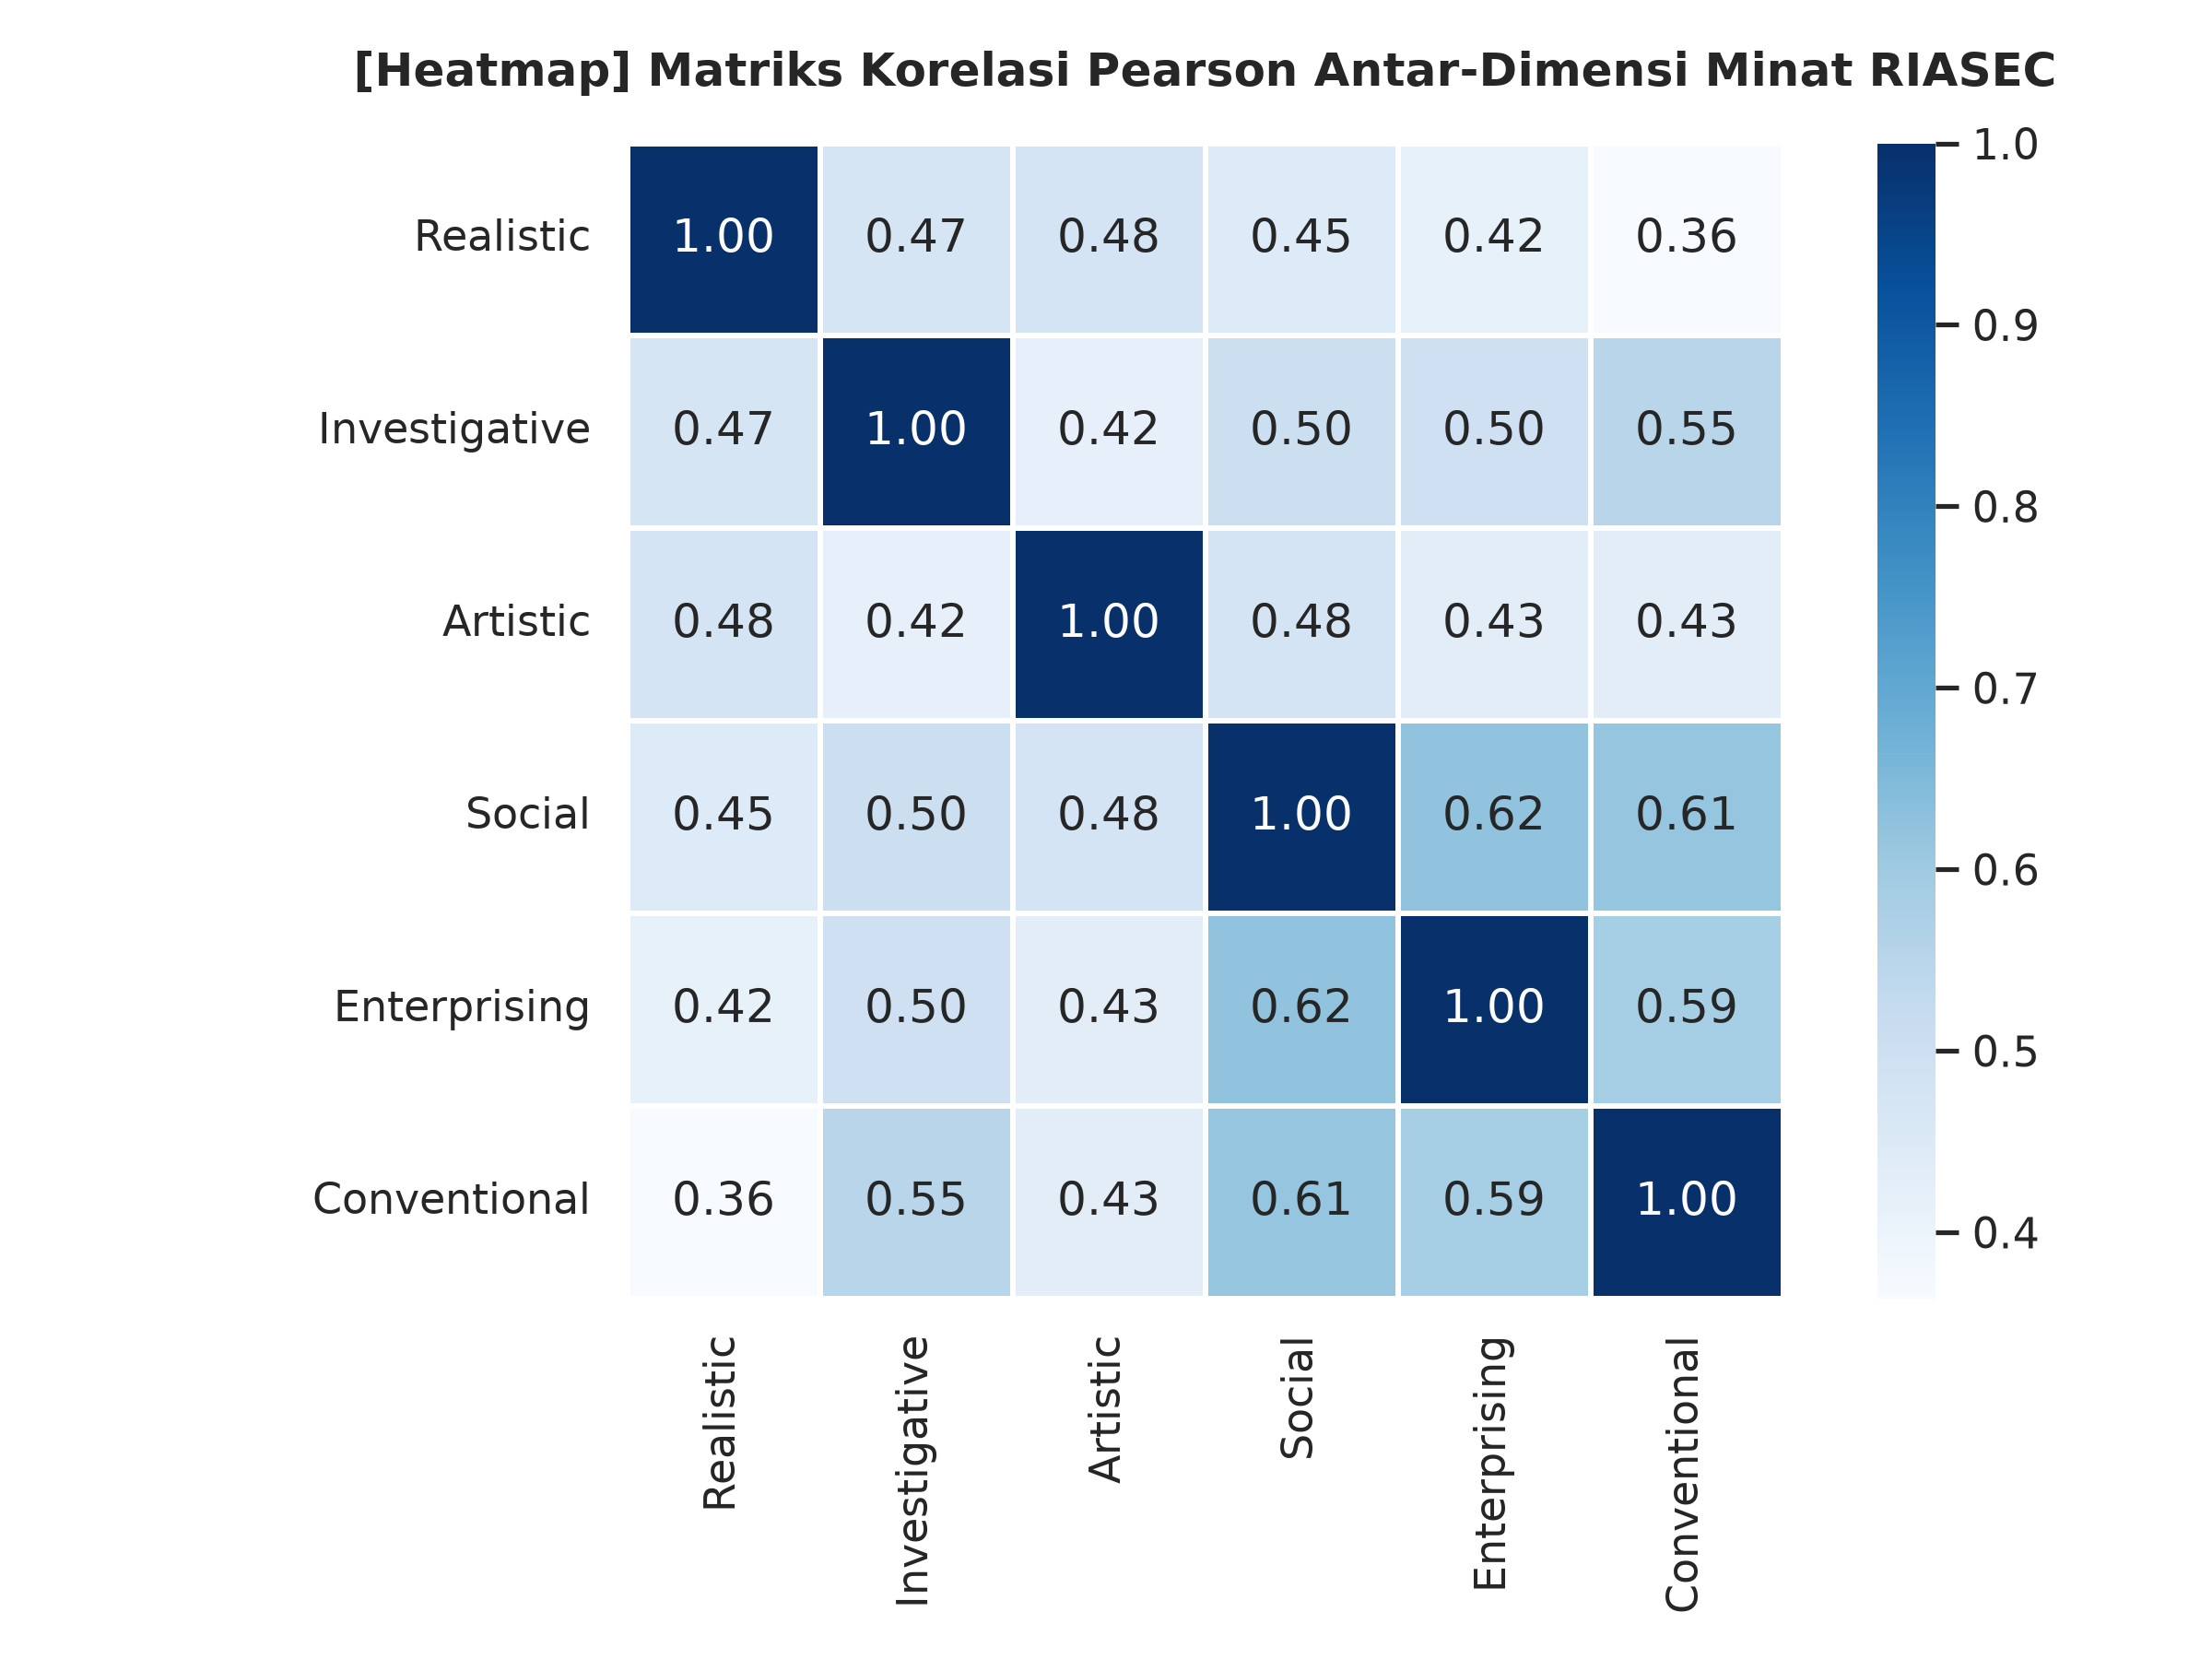 [Heatmap] Matriks Korelasi Pearson Antar-Dimensi Minat RIASEC
Realistic 1.00 0.47 0.48 0.45 0.42 0.36
Investigative 0.47 1.00 0.42 0.50 0.50 0.55
Artistic 0.48 0.42 1.00 0.48 0.43 0.43
Social 0.45 0.50 0.48 1.00 0.62 0.61
Enterprising 0.42 0.50 0.43 0.62 1.00 0.59
Conventional 0.36 0.55 0.43 0.61 0.59 1.00
Realistic
Investigative
Artistic
Social
Enterprising
Conventional
1.0
0.9
0.8
0.7
0.6
0.5
0.4